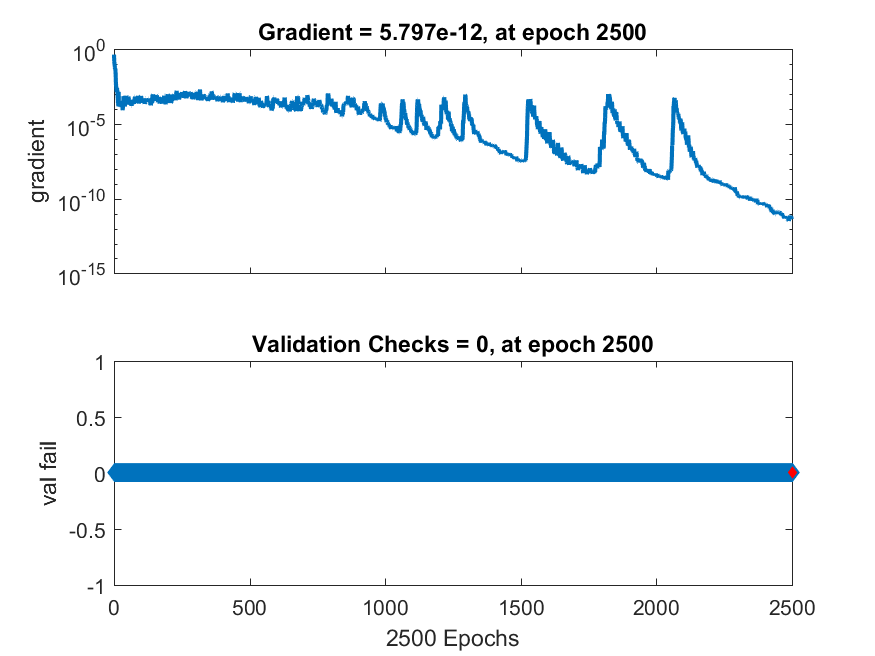 Gradient = 5.797e-12, at epoch 2500
10^0
10^-5
10^-10
10^-15
gradient
Validation Checks = 0, at epoch 2500
1
0.5
0
-0.5
-1
val fail
0 500 1000 1500 2000 2500
2500 Epochs